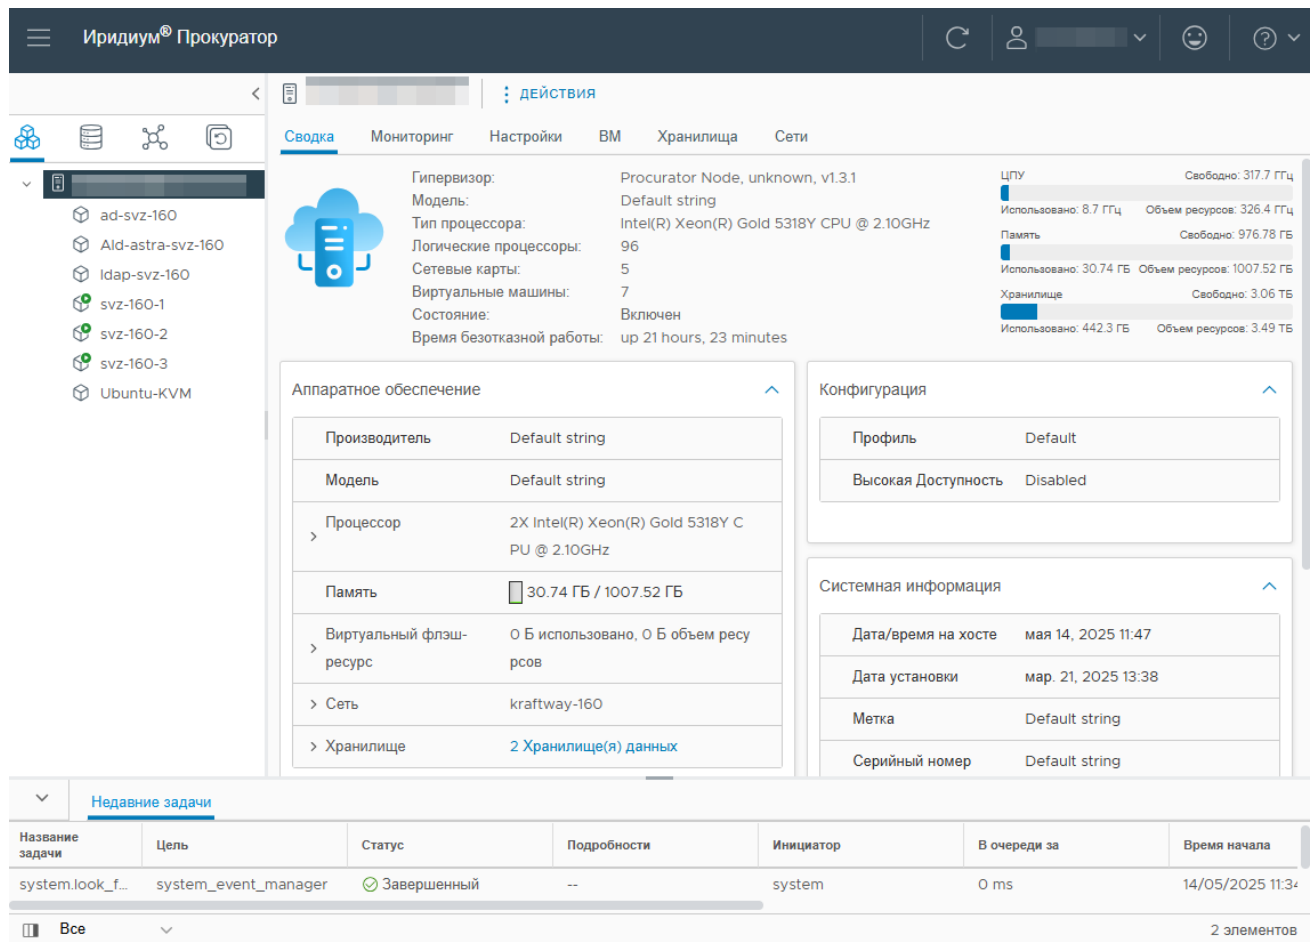 Иридиум® Прокуратор
ДЕЙСТВИЯ
Сводка Мониторинг Настройки ВМ Хранилища Сети
ad-svz-160
Ald-astra-svz-160
ldap-svz-160
svz-160-1
svz-160-2
svz-160-3
Ubuntu-KVM
Гипервизор: Procurator Node, unknown, v1.3.1
Модель: Default string
Тип процессора: Intel(R) Xeon(R) Gold 5318Y CPU @ 2.10GHz
Логические процессоры: 96
Сетевые карты: 5
Виртуальные машины: 7
Состояние: Включен
Время безотказной работы: up 21 hours, 23 minutes
ЦПУ Свободно: 317.7 ГГц
Использовано: 8.7 ГГц Объем ресурсов: 326.4 ГГц
Память Свободно: 976.78 ГБ
Использовано: 30.74 ГБ Объем ресурсов: 1007.52 ГБ
Хранилище Свободно: 3.06 ТБ
Использовано: 442.3 ГБ Объем ресурсов: 3.49 ТБ
Аппаратное обеспечение
Производитель Default string
Модель Default string
Процессор 2X Intel(R) Xeon(R) Gold 5318Y C
PU @ 2.10GHz
Память 30.74 ГБ / 1007.52 ГБ
Виртуальный флэш- 0 Б использовано, 0 Б объем ресу
ресурс рсов
Сеть kraftway-160
Хранилище 2 Хранилище(я) данных
Конфигурация
Профиль Default
Высокая Доступность Disabled
Системная информация
Дата/время на хосте мая 14, 2025 11:47
Дата установки мар. 21, 2025 13:38
Метка Default string
Серийный номер Default string
Недавние задачи
Название
задачи Цель Статус Подробности Инициатор В очереди за Время начала
system.look_f... system_event_manager Завершенный -- system 0 ms 14/05/2025 11:34
Все 2 элементов